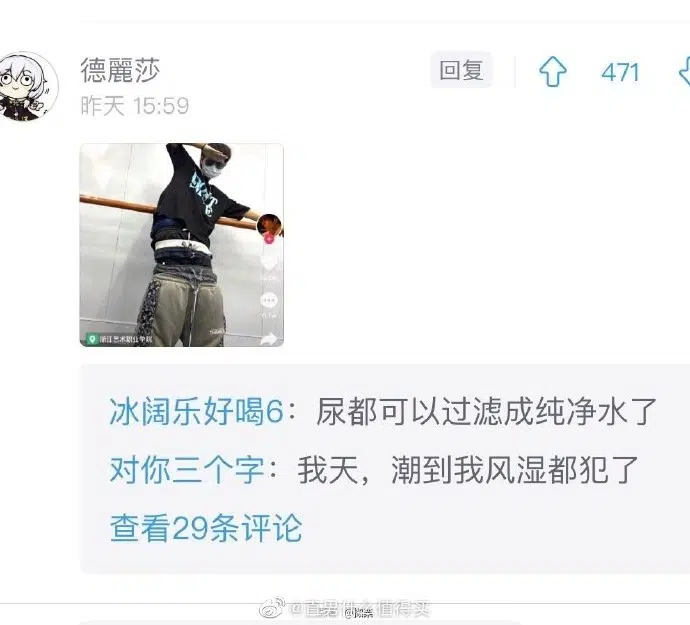 德麗莎
回复
471
昨天 15:59
浙江艺术职业学院
冰阔乐好喝6：尿都可以过滤成纯净水了
对你三个字：我天，潮到我风湿都犯了
查看29条评论
@直男什么值得买